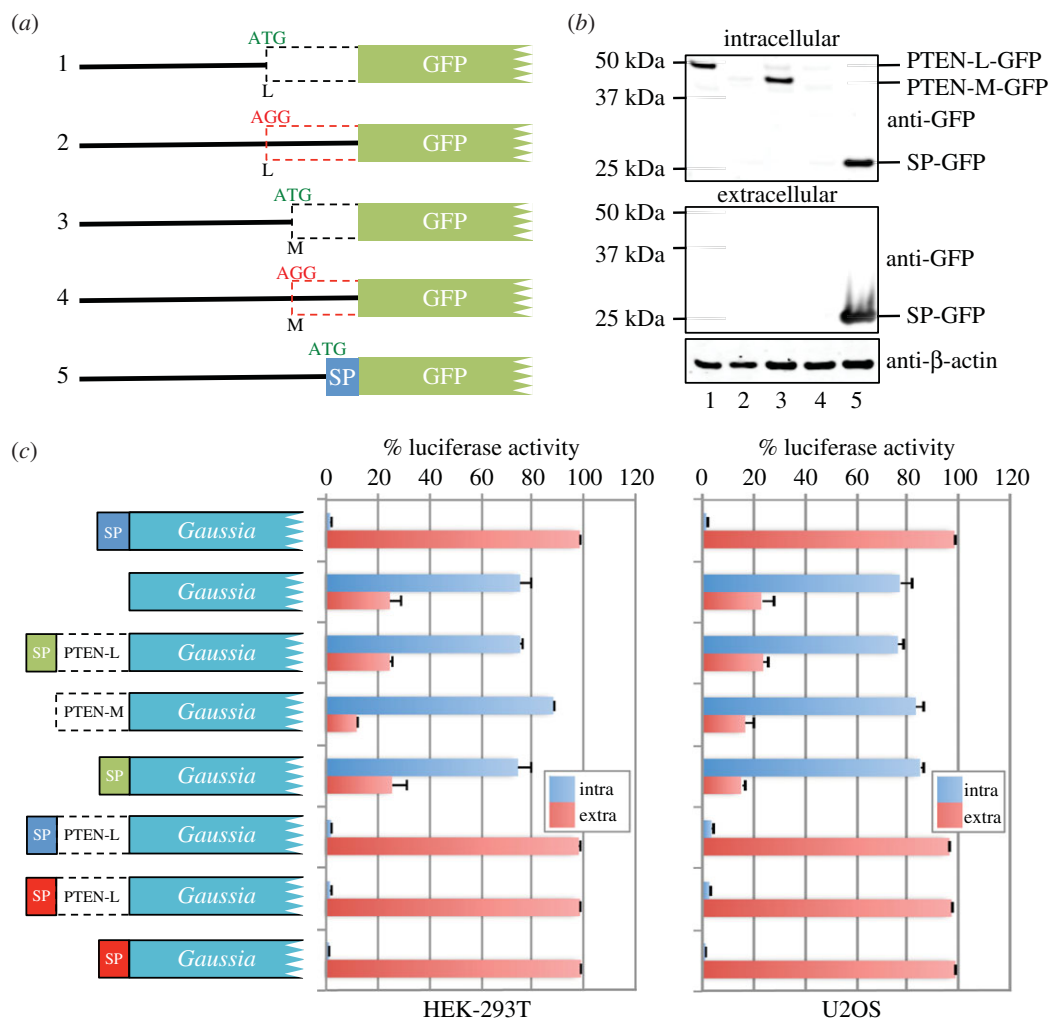 (a)
ATG
1
GFP
L
AGG
2
GFP
L
ATG
3
GFP
M
AGG
4
GFP
M
ATG
5
SP
GFP
(b)
intracellular
50 kDa
PTEN-L-GFP
PTEN-M-GFP
37 kDa
anti-GFP
25 kDa
SP-GFP
extracellular
50 kDa
37 kDa
anti-GFP
25 kDa
SP-GFP
anti-β-actin
1 2 3 4 5
(c)
% luciferase activity
0 20 40 60 80 100 120
SP Gaussia
Gaussia
SP PTEN-L Gaussia
PTEN-M Gaussia
SP Gaussia
SP PTEN-L Gaussia
SP PTEN-L Gaussia
SP Gaussia
intra
extra
HEK-293T
% luciferase activity
0 20 40 60 80 100 120
intra
extra
U2OS